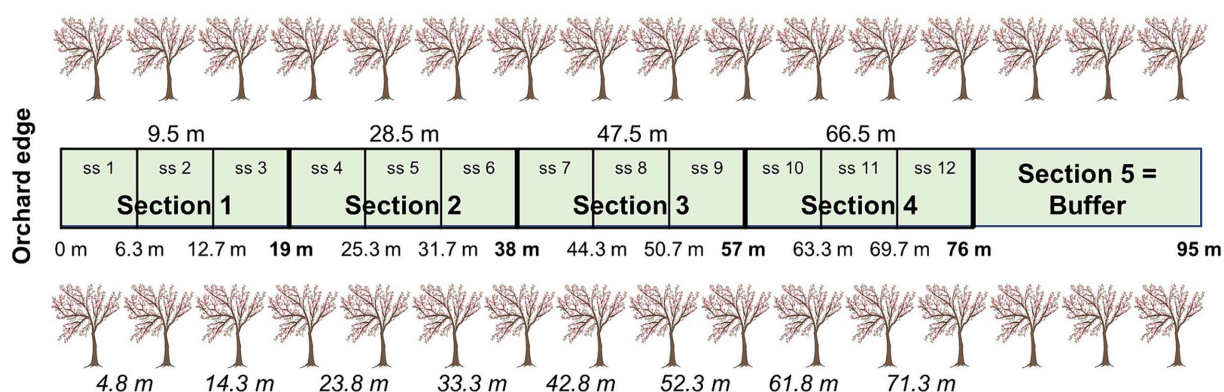 Orchard edge
9.5 m 28.5 m 47.5 m 66.5 m
ss 1 ss 2 ss 3 ss 4 ss 5 ss 6 ss 7 ss 8 ss 9 ss 10 ss 11 ss 12
Section 1 Section 2 Section 3 Section 4
Section 5 =
Buffer
0 m 6.3 m 12.7 m 19 m 25.3 m 31.7 m 38 m 44.3 m 50.7 m 57 m 63.3 m 69.7 m 76 m 95 m
4.8 m 14.3 m 23.8 m 33.3 m 42.8 m 52.3 m 61.8 m 71.3 m